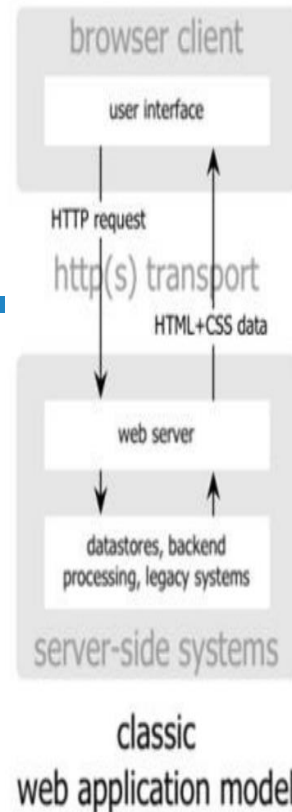 browser client
user interface
HTTP request
http(s) transport
HTML+CSS data
web server
datastores, backend
processing, legacy systems
server-side systems
classic
web application model